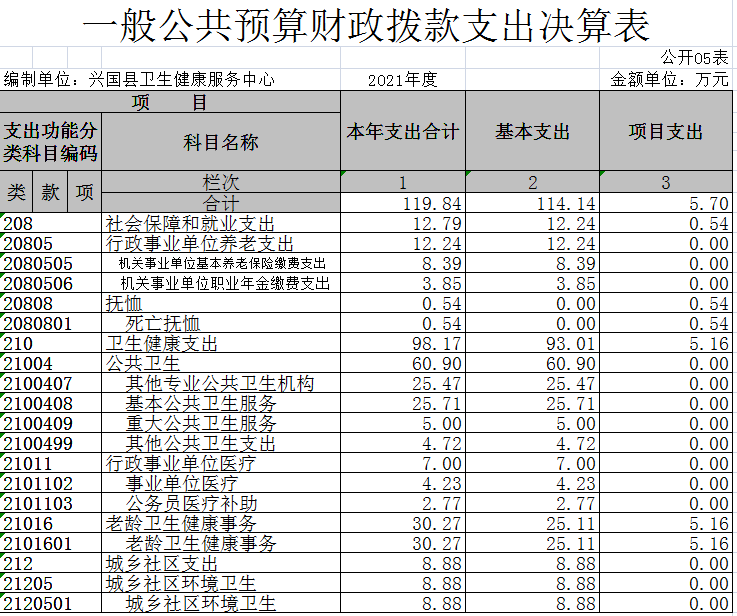 一般公共预算财政拨款支出决算表
公开05表
编制单位：兴国县卫生健康服务中心 2021年度 金额单位：万元
项 目 本年支出合计 基本支出 项目支出
支出功能分类科目编码 科目名称
类 款 项 栏次 1 2 3
合计 119.84 114.14 5.70
208 社会保障和就业支出 12.79 12.24 0.54
20805 行政事业单位养老支出 12.24 12.24 0.00
2080505 机关事业单位基本养老保险缴费支出 8.39 8.39 0.00
2080506 机关事业单位职业年金缴费支出 3.85 3.85 0.00
20808 抚恤 0.54 0.00 0.54
2080801 死亡抚恤 0.54 0.00 0.54
210 卫生健康支出 98.17 93.01 5.16
21004 公共卫生 60.90 60.90 0.00
2100407 其他专业公共卫生机构 25.47 25.47 0.00
2100408 基本公共卫生服务 25.71 25.71 0.00
2100409 重大公共卫生服务 5.00 5.00 0.00
2100499 其他公共卫生支出 4.72 4.72 0.00
21011 行政事业单位医疗 7.00 7.00 0.00
2101102 事业单位医疗 4.23 4.23 0.00
2101103 公务员医疗补助 2.77 2.77 0.00
21016 老龄卫生健康事务 30.27 25.11 5.16
2101601 老龄卫生健康事务 30.27 25.11 5.16
212 城乡社区支出 8.88 8.88 0.00
21205 城乡社区环境卫生 8.88 8.88 0.00
2120501 城乡社区环境卫生 8.88 8.88 0.00